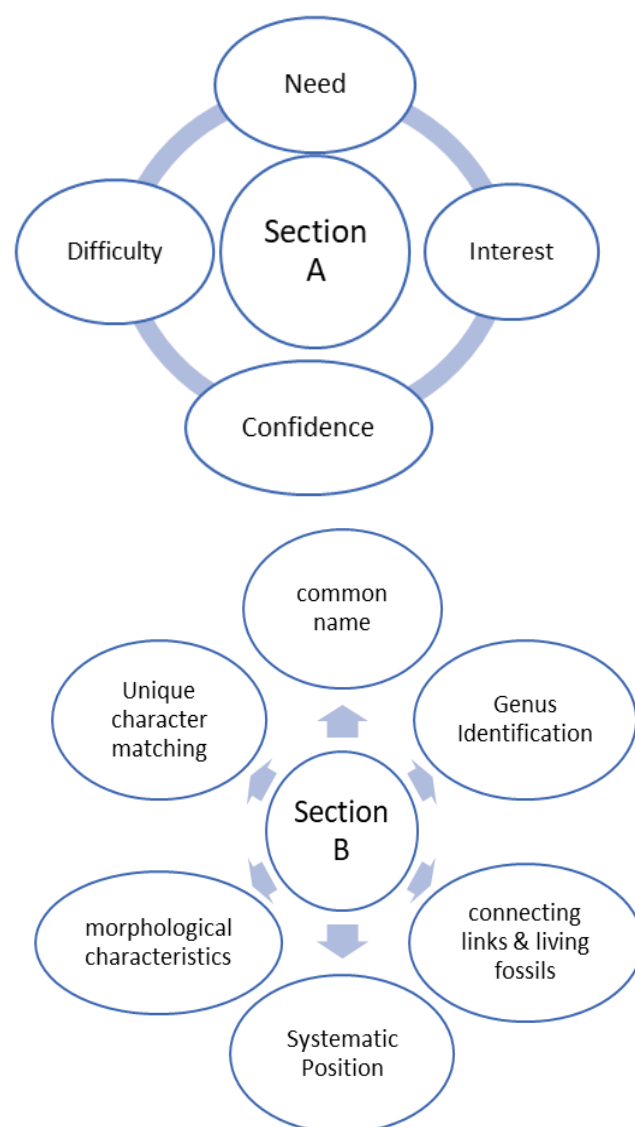 Need
Difficulty
Section
A
Interest
Confidence
common
name
Unique
character
matching
Genus
Identification
Section
B
morphological
characteristics
connecting
links & living
fossils
Systematic
Position